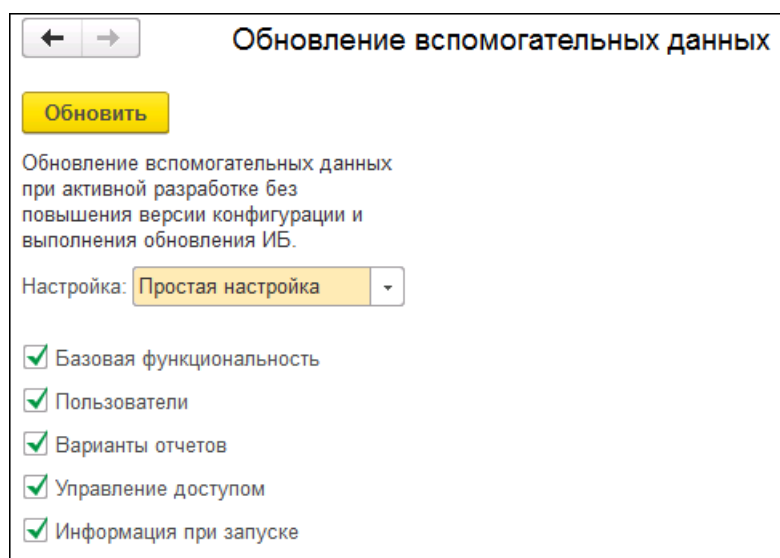 Обновление вспомогательных данных
Обновить
Обновление вспомогательных данных
при активной разработке без
повышения версии конфигурации и
выполнения обновления ИБ.
Настройка: Простая настройка
Базовая функциональность
Пользователи
Варианты отчетов
Управление доступом
Информация при запуске